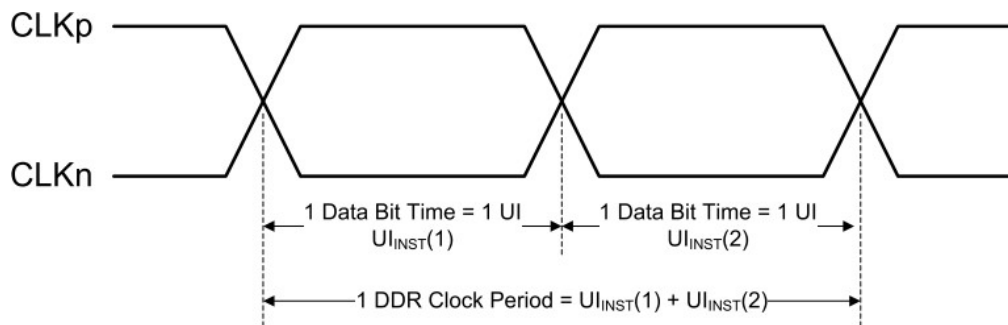 CLKp
CLKn
1 Data Bit Time = 1 UI
UIINST(1)
1 Data Bit Time = 1 UI
UIINST(2)
1 DDR Clock Period = UIINST(1) + UIINST(2)